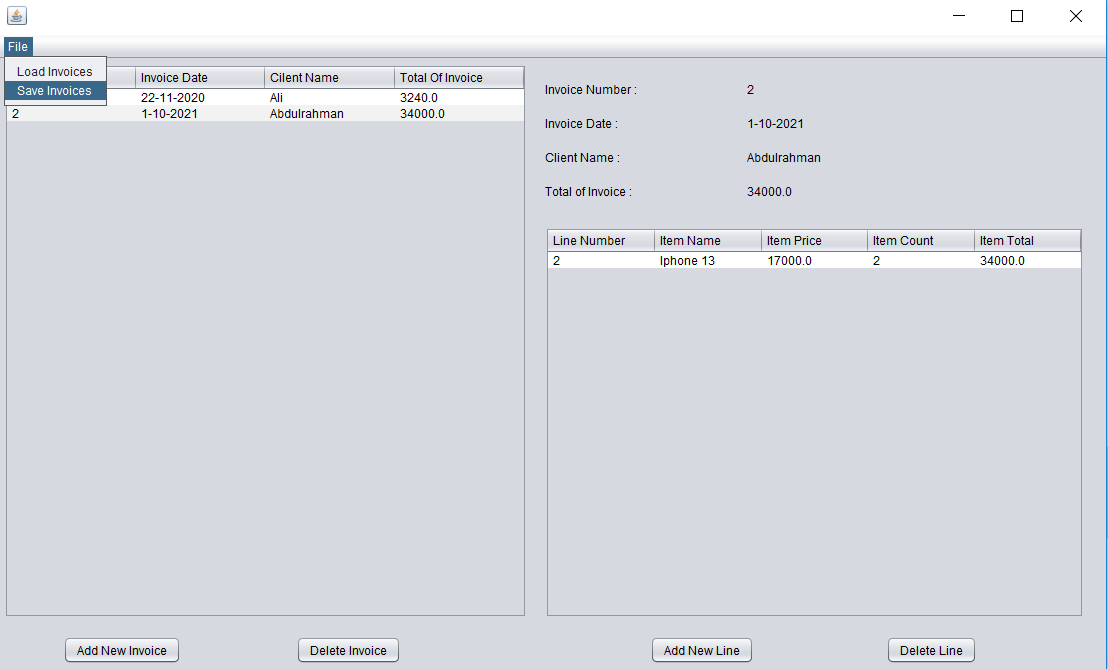 File
Load Invoices
Save Invoices
Invoice Date Cilent Name Total Of Invoice
22-11-2020 Ali 3240.0
2 1-10-2021 Abdulrahman 34000.0
Invoice Number : 2
Invoice Date : 1-10-2021
Client Name : Abdulrahman
Total of Invoice : 34000.0
Line Number Item Name Item Price Item Count Item Total
2 Iphone 13 17000.0 2 34000.0
Add New Invoice Delete Invoice Add New Line Delete Line